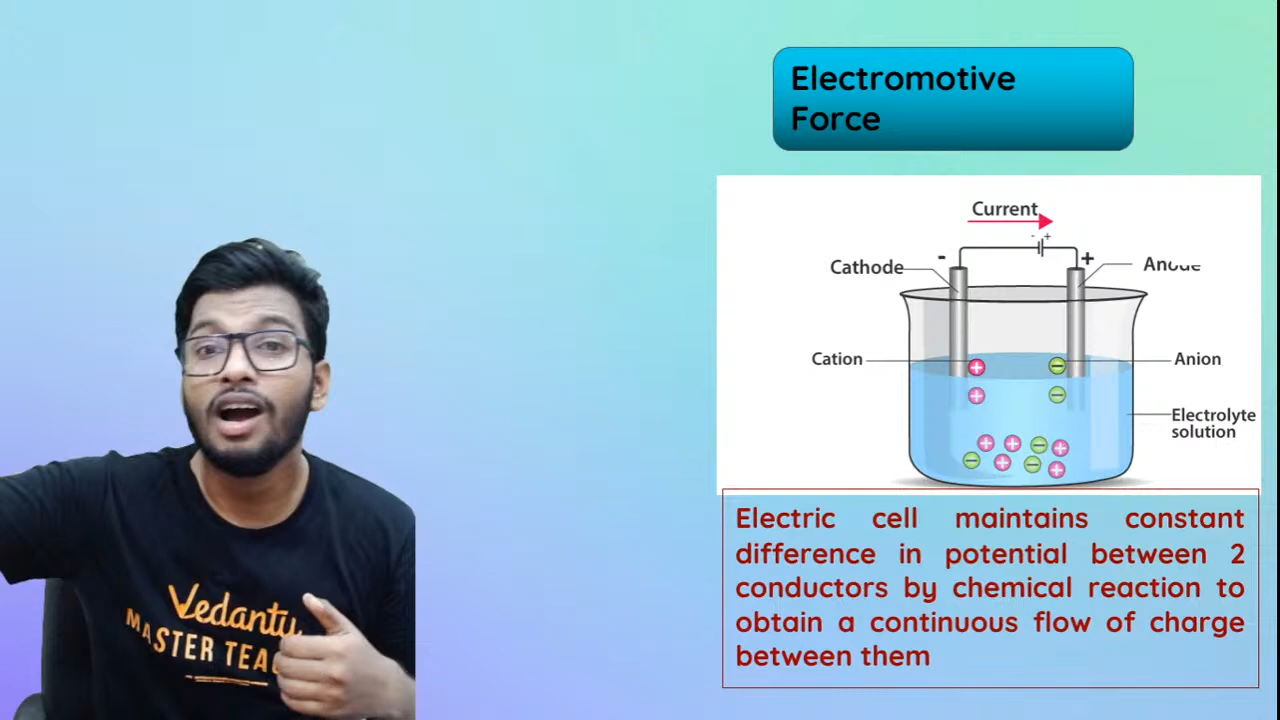 Electromotive
Force
Current
- +
- +
Cathode
Anode
Cation
Anion
Electrolyte
solution
Electric cell maintains constant
difference in potential between 2
conductors by chemical reaction to
obtain a continuous flow of charge
between them
Vedantu
MASTER TEA